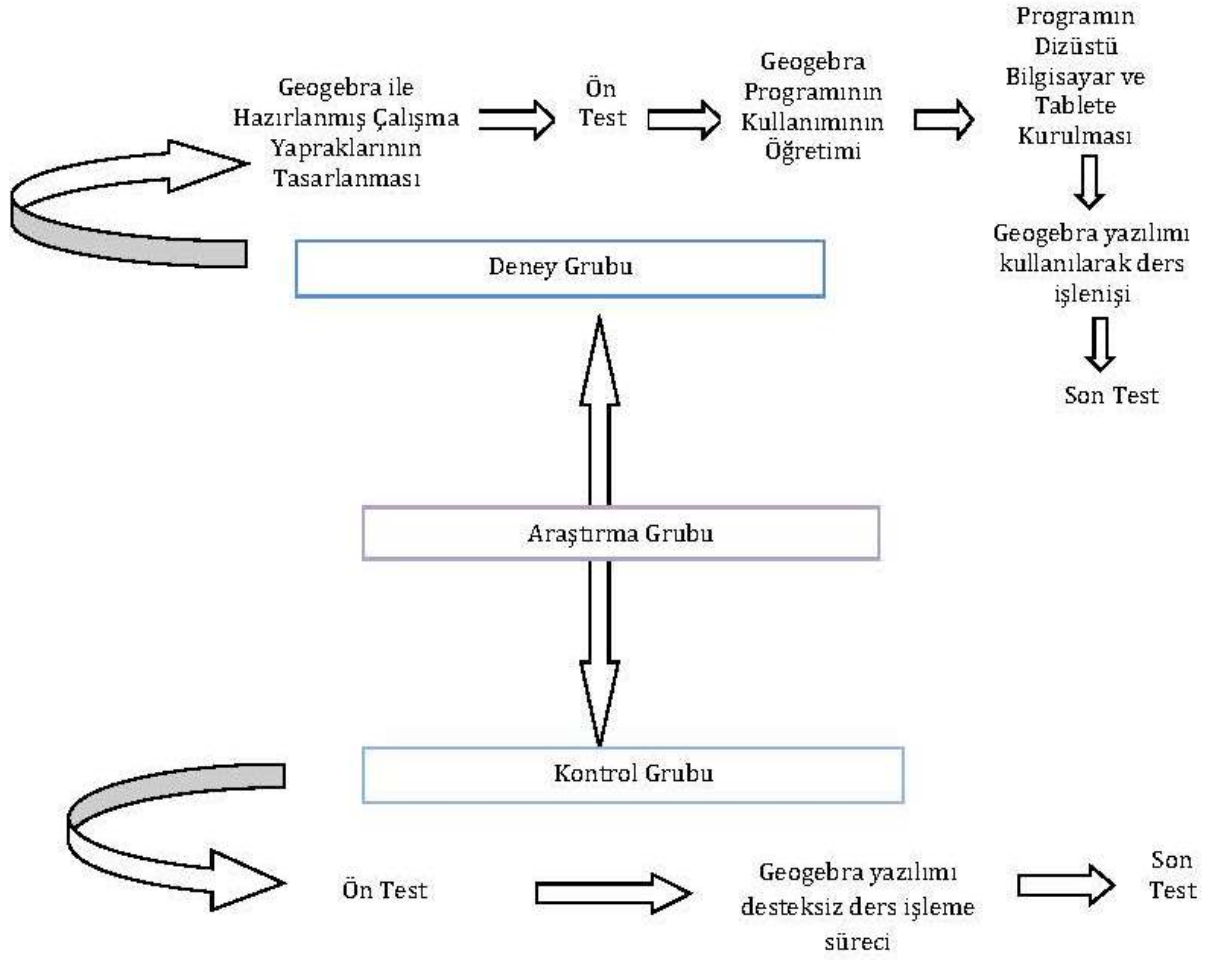 Geogebra ile
Hazırlanmış Çalışma
Yapraklarının
Tasarlanması
Ön
Test
Geogebra
Programının
Kullanımının
Öğretimi
Programın
Dizüstü
Bilgisayar ve
Tablete
Kurulması
Geogebra yazılımı
kullanılarak ders
işlenişi
Son Test
Deney Grubu
Araştırma Grubu
Kontrol Grubu
Ön Test
Geogebra yazılımı
desteksiz ders işleme
süreci
Son
Test